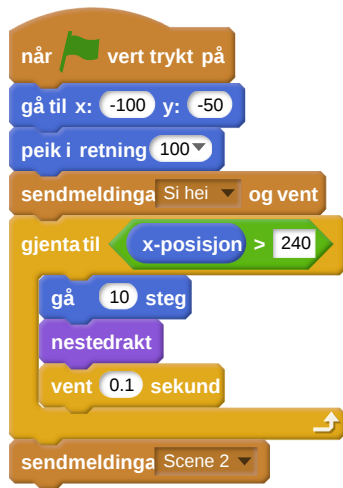 når vert trykt på
gå til x: -100 y: -50
peik i retning 100
sendmeldinga Si hei og vent
gjenta til x-posisjon > 240
gå 10 steg
nestedrakt
vent 0.1 sekund
sendmeldinga Scene 2